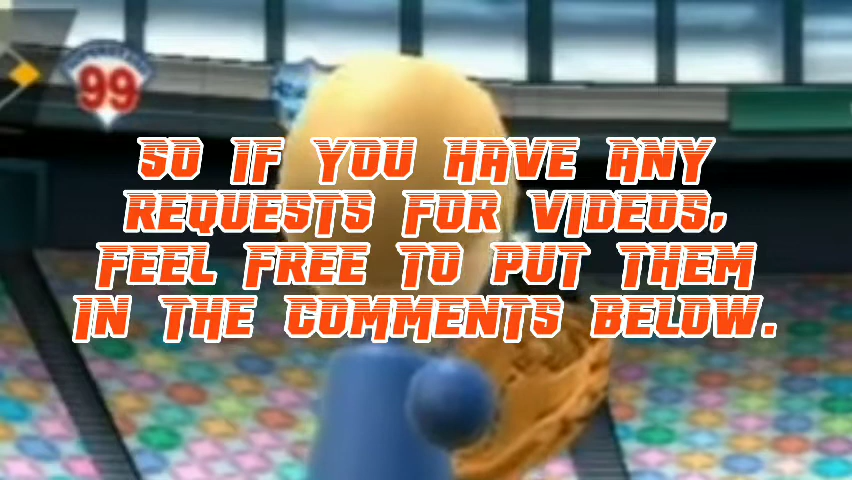 99
SO IF YOU HAVE ANY
REQUESTS FOR VIDEOS,
FEEL FREE TO PUT THEM
IN THE COMMENTS BELOW.